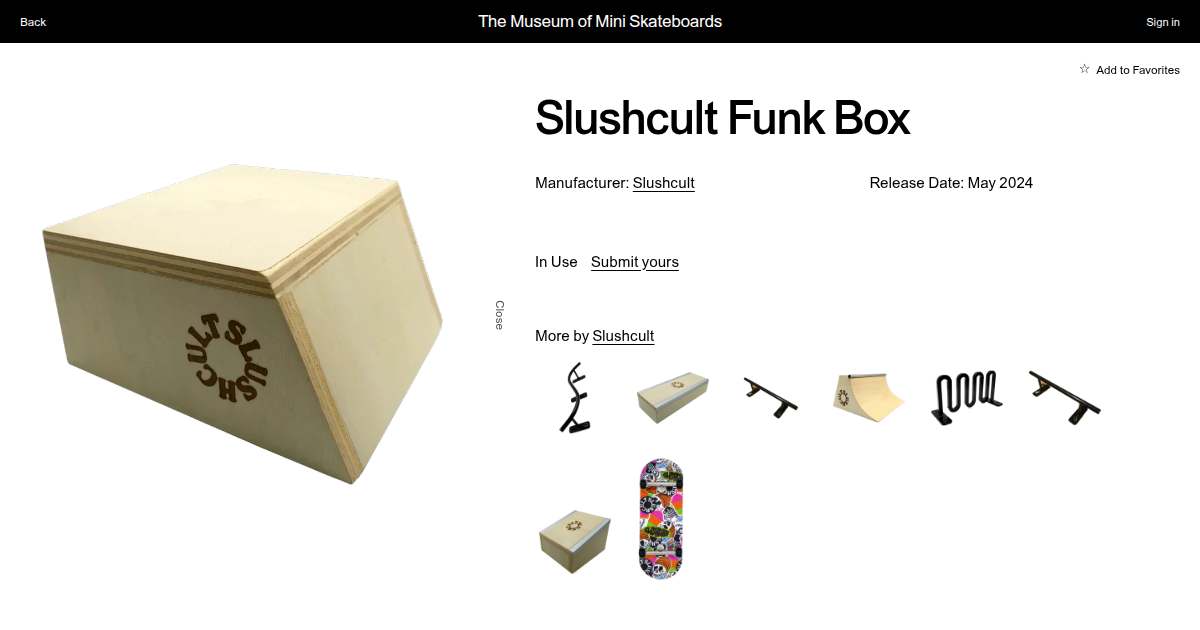 Back
The Museum of Mini Skateboards
Sign in
☆ Add to Favorites
Slushcult Funk Box
Manufacturer: Slushcult
Release Date: May 2024
In Use Submit yours
Close
More by Slushcult
SLUSHCULT